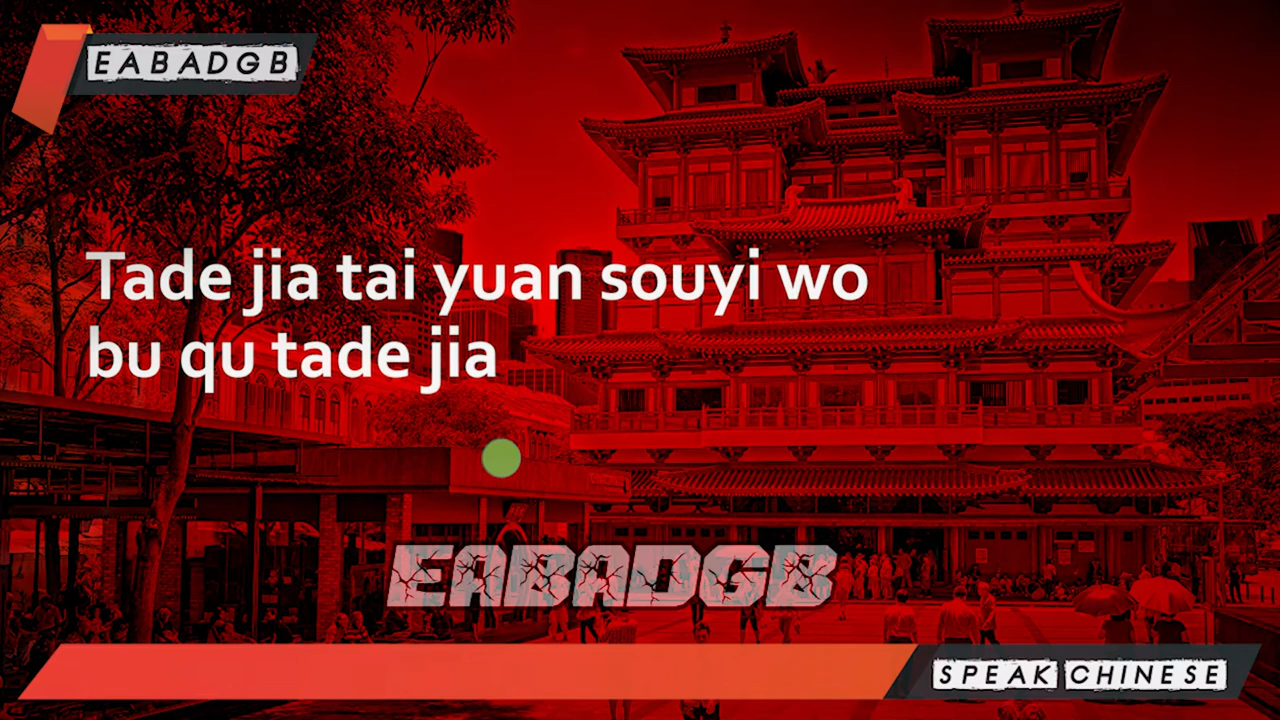 EABADGB
Tade jia tai yuan souyi wo
bu qu tade jia
EABADGB
SPEAK CHINESE